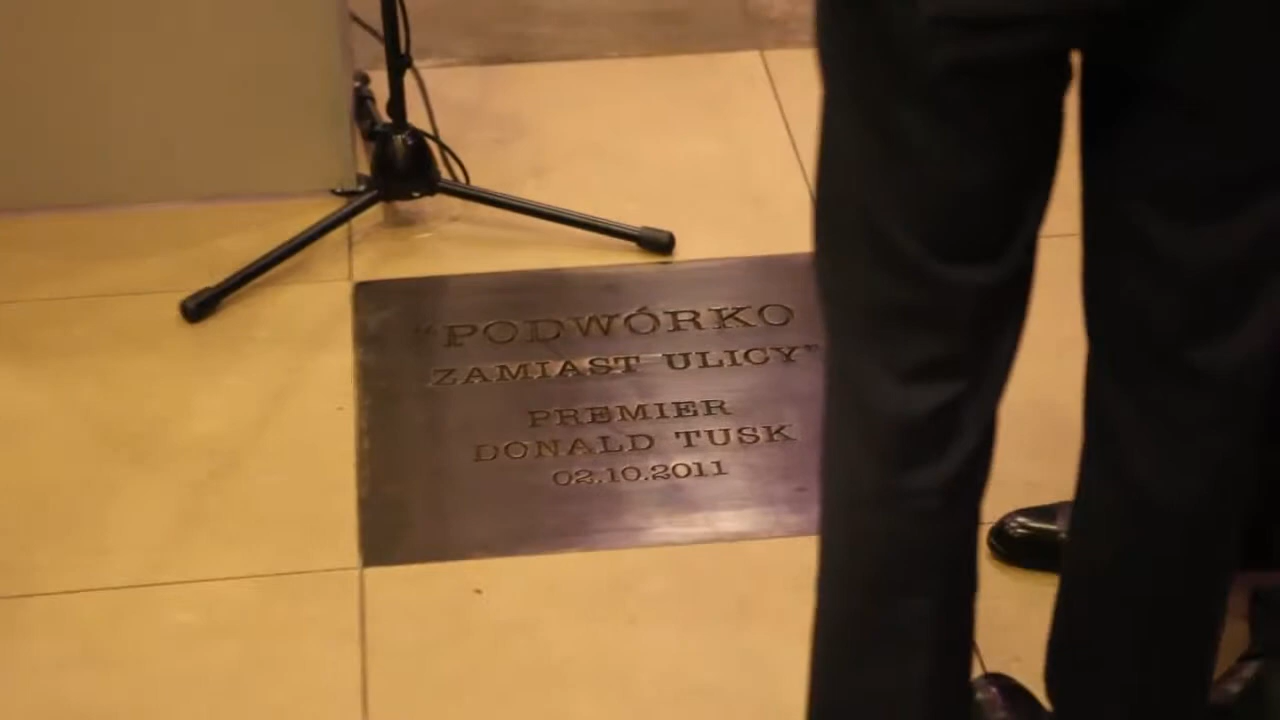 "PODWÓRKO
ZAMIAST ULICY"
PREMIER
DONALD TUSK
02.10.2011